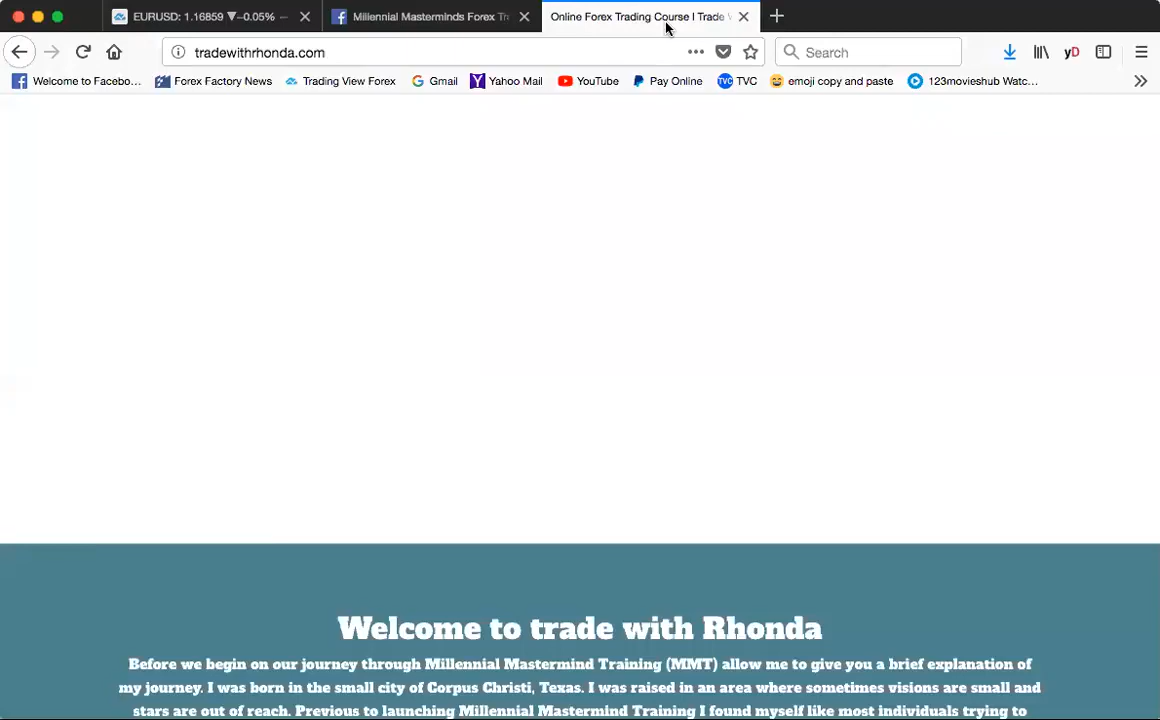 EURUSD: 1.16859 ▼−0.05%
Millennial Masterminds Forex Tr
Online Forex Trading Course I Trade
tradewithrhonda.com
Search
yD
Welcome to Facebo...
Forex Factory News
Trading View Forex
Gmail
Yahoo Mail
YouTube
Pay Online
TVC
TVC
emoji copy and paste
123movieshub Watc...
Welcome to trade with Rhonda
Before we begin on our journey through Millennial Mastermind Training (MMT) allow me to give you a brief explanation of
my journey. I was born in the small city of Corpus Christi, Texas. I was raised in an area where sometimes visions are small and
stars are out of reach. Previous to launching Millennial Mastermind Training I found myself like most individuals trying to